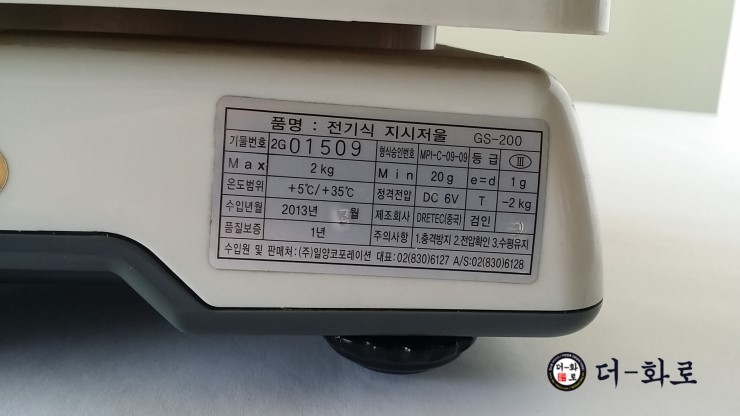 품명 : 전기식 지시저울 GS-200
기물번호 2G01509 형식승인번호 MPI-C-09-09 등 급 Ⅲ
Max 2kg Min 20g e=d 1g
온도범위 +5℃/+35℃ 정격전압 DC 6V T -2kg
수입년월 2013년 월 제조회사 DRETEC(중국) 검인
품질보증 1년 주의사항 1.충격방지 2.전압확인 3.수평유지
수입원 및 판매처 : (주)일양코포레이션 대표 : 02(830)6127 A/S:02(830)6128
더-화로 더-화로